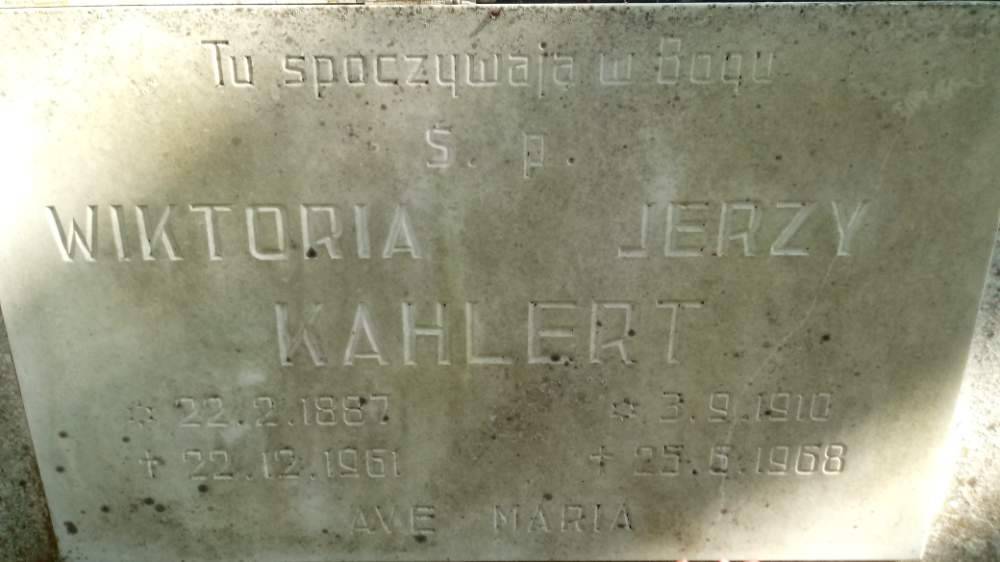 Tu spoczywają w Bogu
Ś. p.
WIKTORIA JERZY
KAHLERT
* 22.2.1887 * 3.9.1910
+ 22.12.1961 + 25.6.1968
AVE MARIA